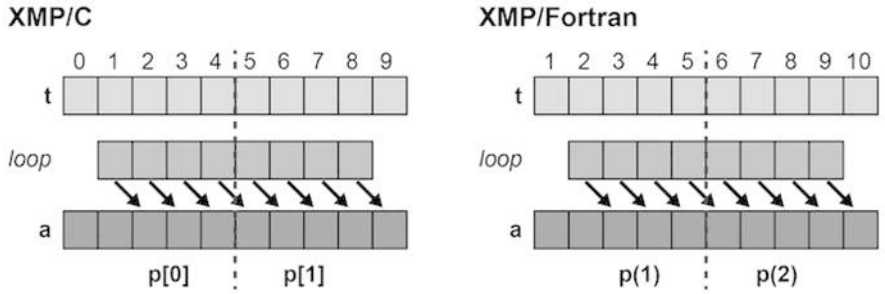 XMP/C
0 1 2 3 4 5 6 7 8 9
t
loop
a
p[0] p[1]
XMP/Fortran
1 2 3 4 5 6 7 8 9 10
t
loop
a
p(1) p(2)